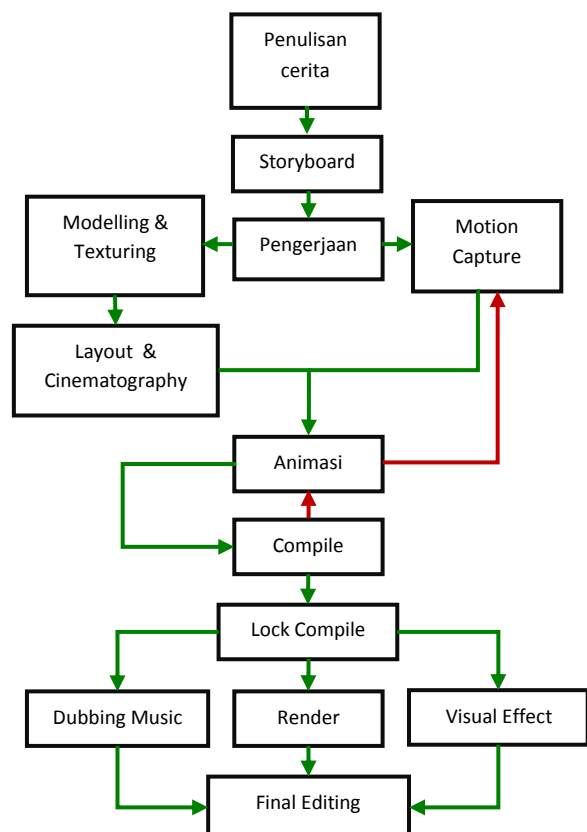 Penulisan
cerita
Storyboard
Modelling &
Texturing
Pengerjaan
Motion
Capture
Layout &
Cinematography
Animasi
Compile
Lock Compile
Dubbing Music
Render
Visual Effect
Final Editing